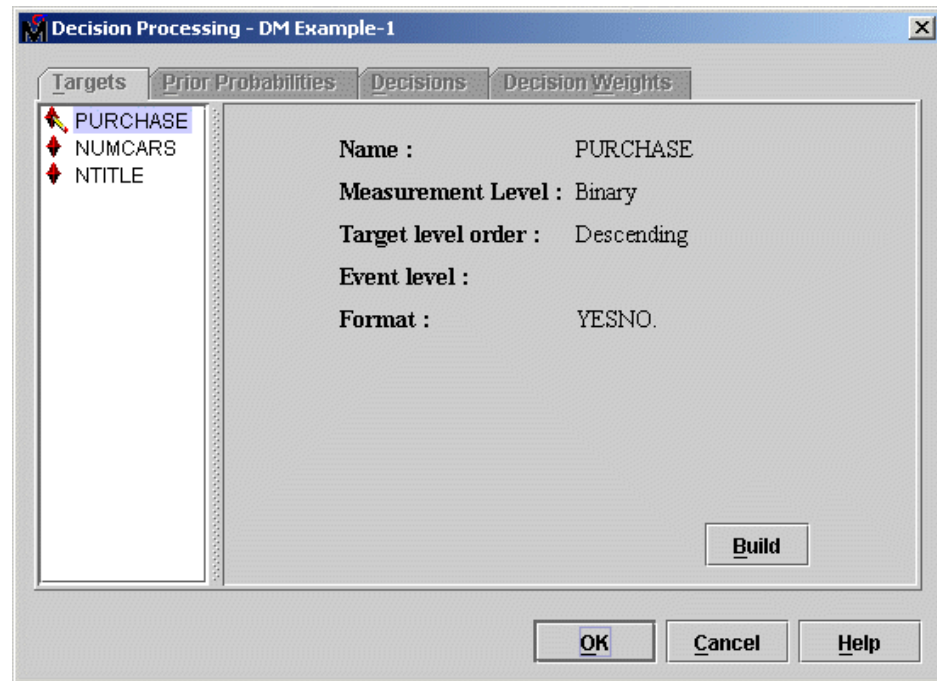 Decision Processing - DM Example-1
Targets Prior Probabilities Decisions Decision Weights
PURCHASE
NUMCARS
NTITLE
Name : PURCHASE
Measurement Level : Binary
Target level order : Descending
Event level :
Format : YESNO.
Build
OK Cancel Help